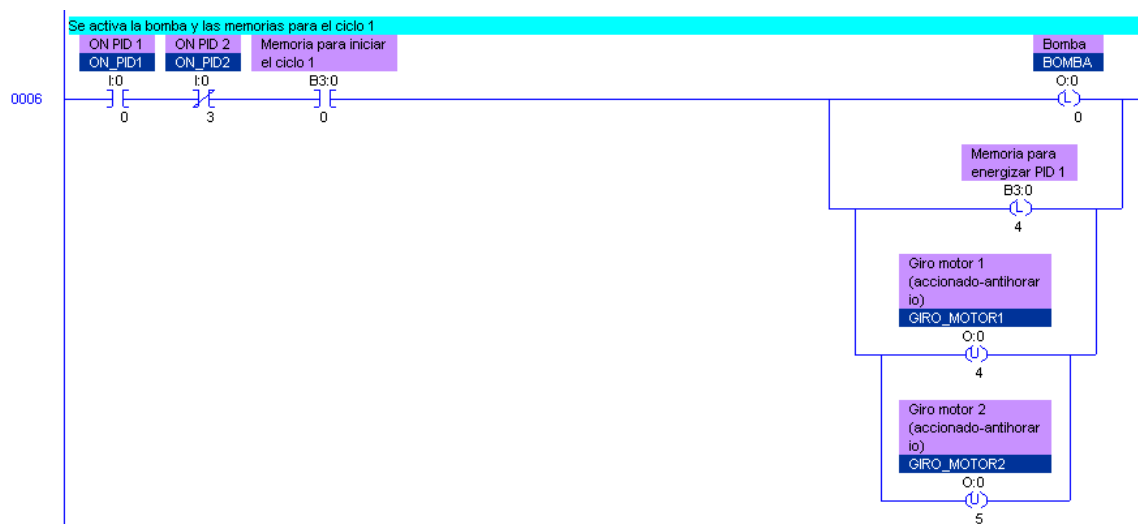 Se activa la bomba y las memorias para el ciclo 1
ON PID 1
ON_PID1
I:0
0
ON PID 2
ON_PID2
I:0
3
Memoria para iniciar
el ciclo 1
B3:0
0
Bomba
BOMBA
O:0
L
0
0006
Memoria para
energizar PID 1
B3:0
L
4
Giro motor 1
(accionado-antihorar
io)
GIRO_MOTOR1
O:0
U
4
Giro motor 2
(accionado-antihorar
io)
GIRO_MOTOR2
O:0
U
5